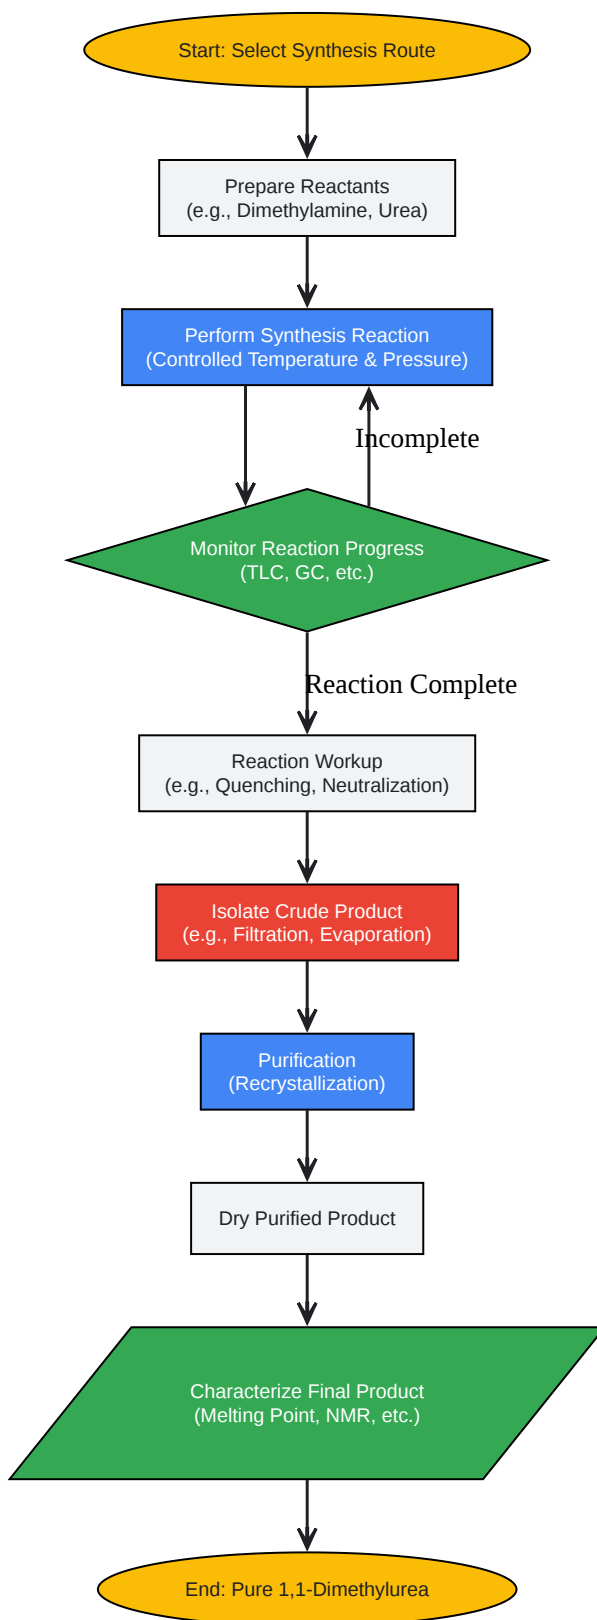 Start: Select Synthesis Route
Prepare Reactants
(e.g., Dimethylamine, Urea)
Perform Synthesis Reaction
(Controlled Temperature & Pressure)
Incomplete
Monitor Reaction Progress
(TLC, GC, etc.)
Reaction Complete
Reaction Workup
(e.g., Quenching, Neutralization)
Isolate Crude Product
(e.g., Filtration, Evaporation)
Purification
(Recrystallization)
Dry Purified Product
Characterize Final Product
(Melting Point, NMR, etc.)
End: Pure 1,1-Dimethylurea